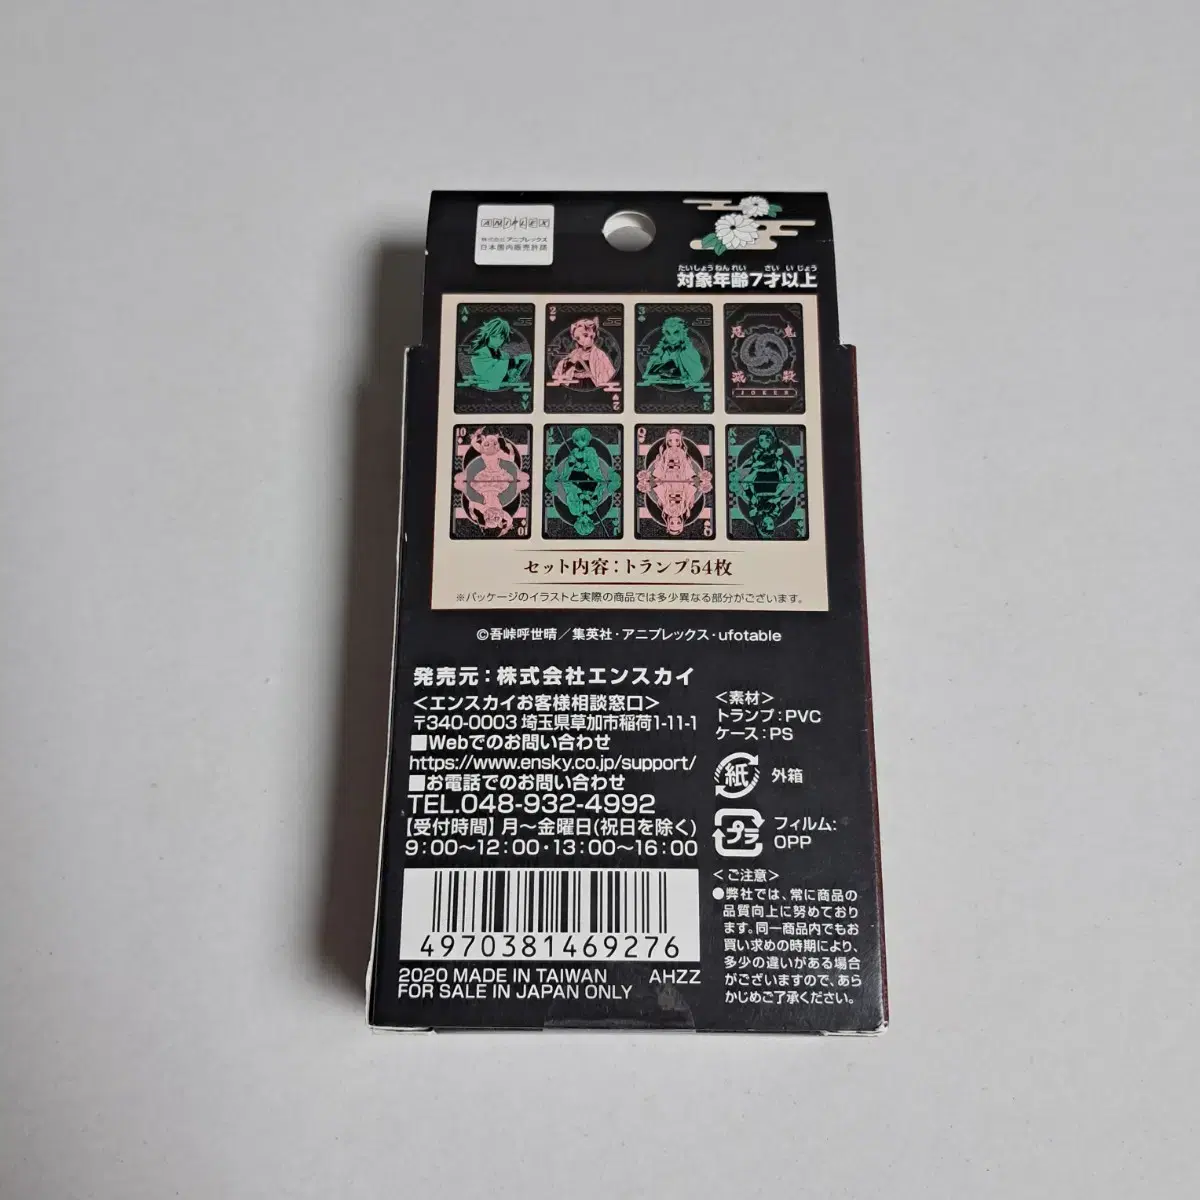 ANIPLEX
株式会社アニプレックス
日本国内販売許諾
たいしょうねんれい さいいじょう
対象年齢7才以上
A
2
3
A
2
3
悪鬼
滅殺
JOKER
10
J
Q
K
10
J
Q
K
セット内容:トランプ54枚
※パッケージのイラストと実際の商品では多少異なる部分がございます。
©吾峠呼世晴/集英社・アニプレックス・ufotable
発売元:株式会社エンスカイ
<エンスカイお客様相談窓口>
〒340-0003 埼玉県草加市稲荷1-11-1
■Webでのお問い合わせ
https://www.ensky.co.jp/support/
■お電話でのお問い合わせ
TEL.048-932-4992
【受付時間】月〜金曜日(祝日を除く)
9:00〜12:00・13:00〜16:00
4970381469276
2020 MADE IN TAIWAN AHZZ
FOR SALE IN JAPAN ONLY
<素材>
トランプ:PVC
ケース:PS
紙 外箱
プラ フィルム:
OPP
<ご注意>
●弊社では、常に商品の
品質向上に努めており
ます。同一商品内でもお
買い求めの時期により、
多少の違いがある場合
がございますので、あら
かじめご了承ください。